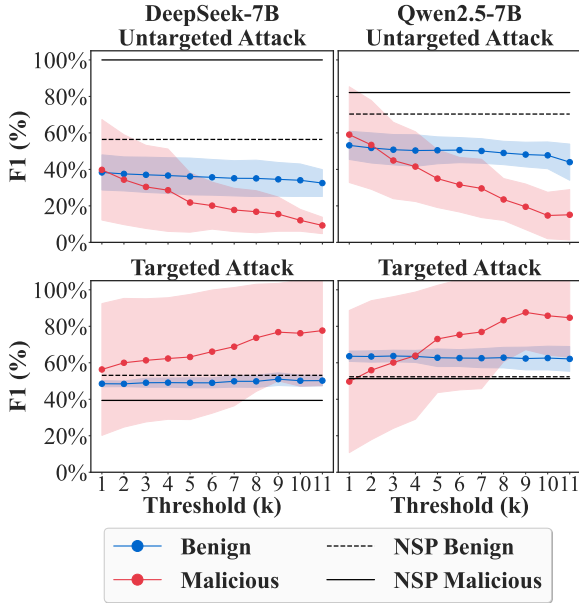 DeepSeek-7B
Untargeted Attack
Qwen2.5-7B
Untargeted Attack
F1 (%)
100%
80%
60%
40%
20%
0%
Targeted Attack
Targeted Attack
F1 (%)
100%
80%
60%
40%
20%
0%
1 2 3 4 5 6 7 8 9 10 11
1 2 3 4 5 6 7 8 9 10 11
Threshold (k)
Threshold (k)
Benign
Malicious
NSP Benign
NSP Malicious